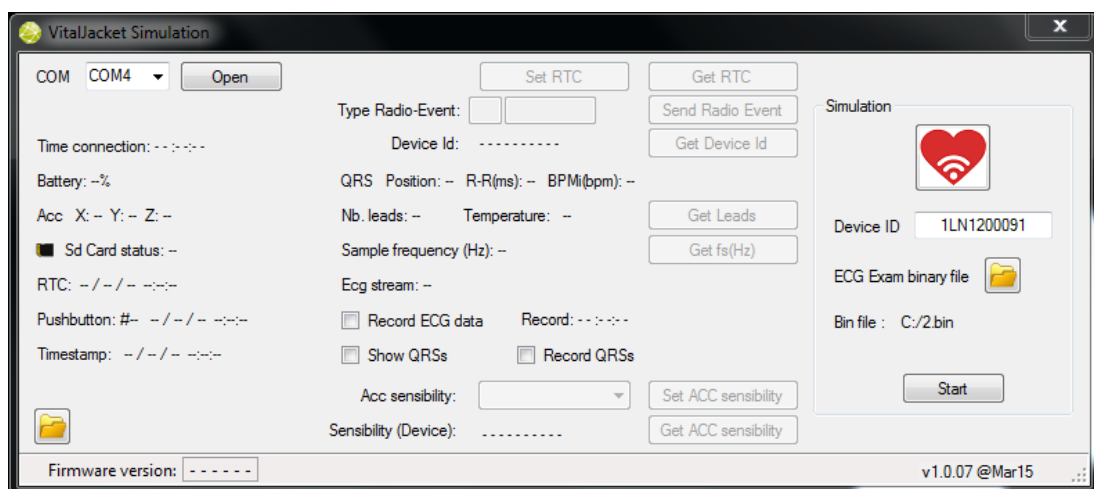 VitalJacket Simulation x
COM COM4 Open Set RTC Get RTC
Type Radio-Event: Send Radio Event
Simulation
Time connection: - - :- -:- - Device Id: - - - - - - - - - - Get Device Id
Battery: --% QRS Position: -- R-R(ms): -- BPMi(bpm): --
Acc X: -- Y: -- Z: -- Nb. leads: -- Temperature: -- Get Leads
Device ID 1LN1200091
Sd Card status: -- Sample frequency (Hz): -- Get fs(Hz)
ECG Exam binary file
RTC: -- / -- / -- --:--:-- Ecg stream: --
Pushbutton: #-- -- / -- / -- --:--:-- Record ECG data Record: - - :- -:- -
Bin file : C:/2.bin
Timestamp: -- / -- / -- --:--:-- Show QRSs Record QRSs
Acc sensibility: Set ACC sensibility
Start
Sensibility (Device): - - - - - - - - - - Get ACC sensibility
Firmware version: - - - - - - v1.0.07 @Mar15